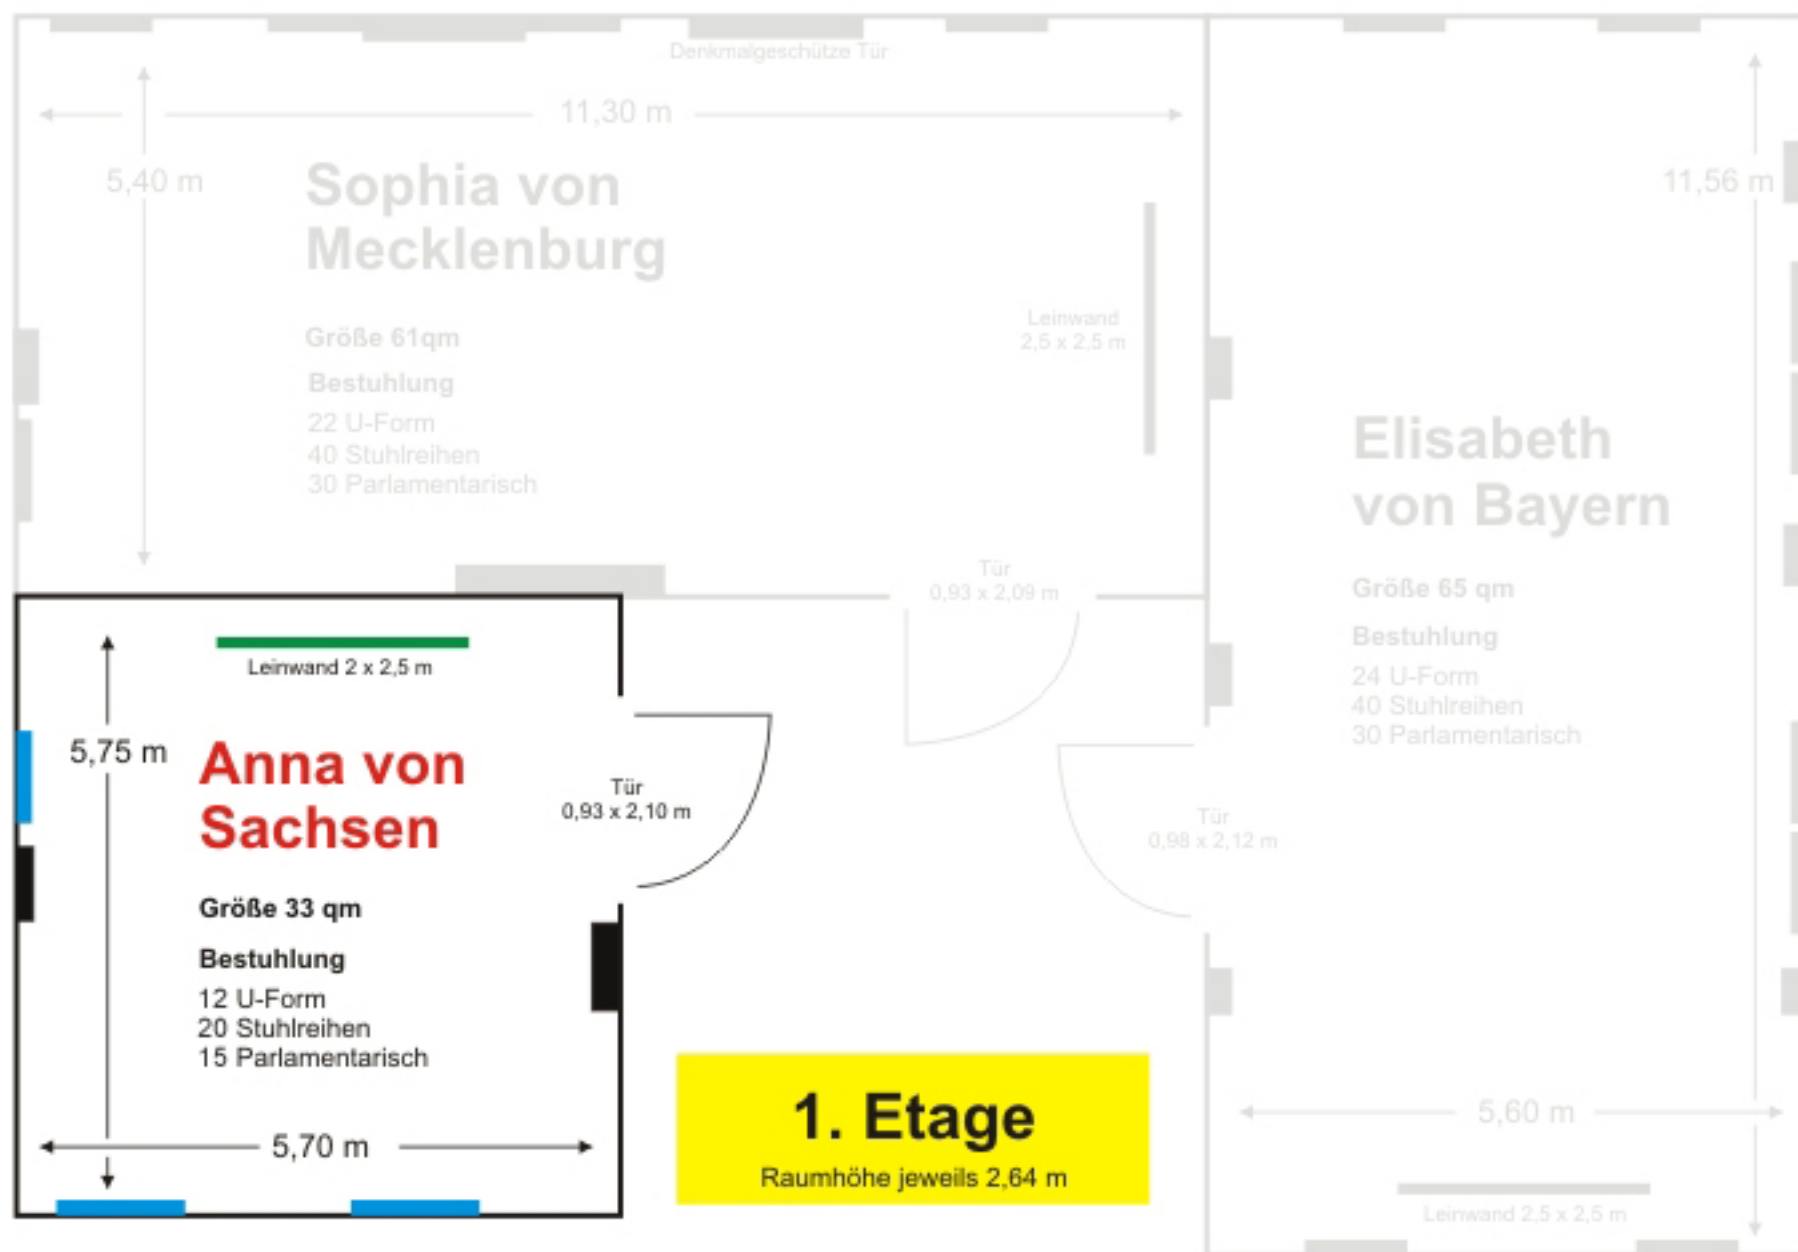 Denkmalgeschütze Tür
11,30 m
5,40 m
Sophia von
Mecklenburg
Größe 61qm
Bestuhlung
22 U-Form
40 Stuhlreihen
30 Parlamentarisch
Leinwand
2,5 x 2,5 m
Tür
0,93 x 2,09 m
11,56 m
Elisabeth
von Bayern
Größe 65 qm
Bestuhlung
24 U-Form
40 Stuhlreihen
30 Parlamentarisch
Tür
0,98 x 2,12 m
5,60 m
Leinwand 2,5 x 2,5 m
Leinwand 2 x 2,5 m
5,75 m
Anna von
Sachsen
Tür
0,93 x 2,10 m
Größe 33 qm
Bestuhlung
12 U-Form
20 Stuhlreihen
15 Parlamentarisch
5,70 m
1. Etage
Raumhöhe jeweils 2,64 m